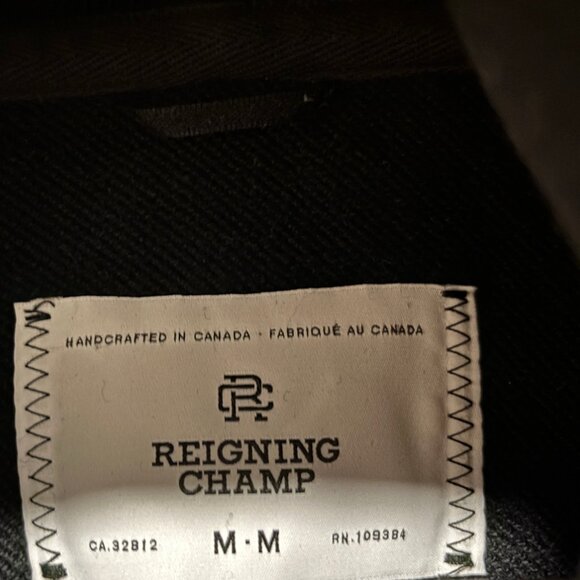 HANDCRAFTED IN CANADA · FABRIQUÉ AU CANADA
RC
REIGNING
CHAMP
CA.32812 M·M RN.109384